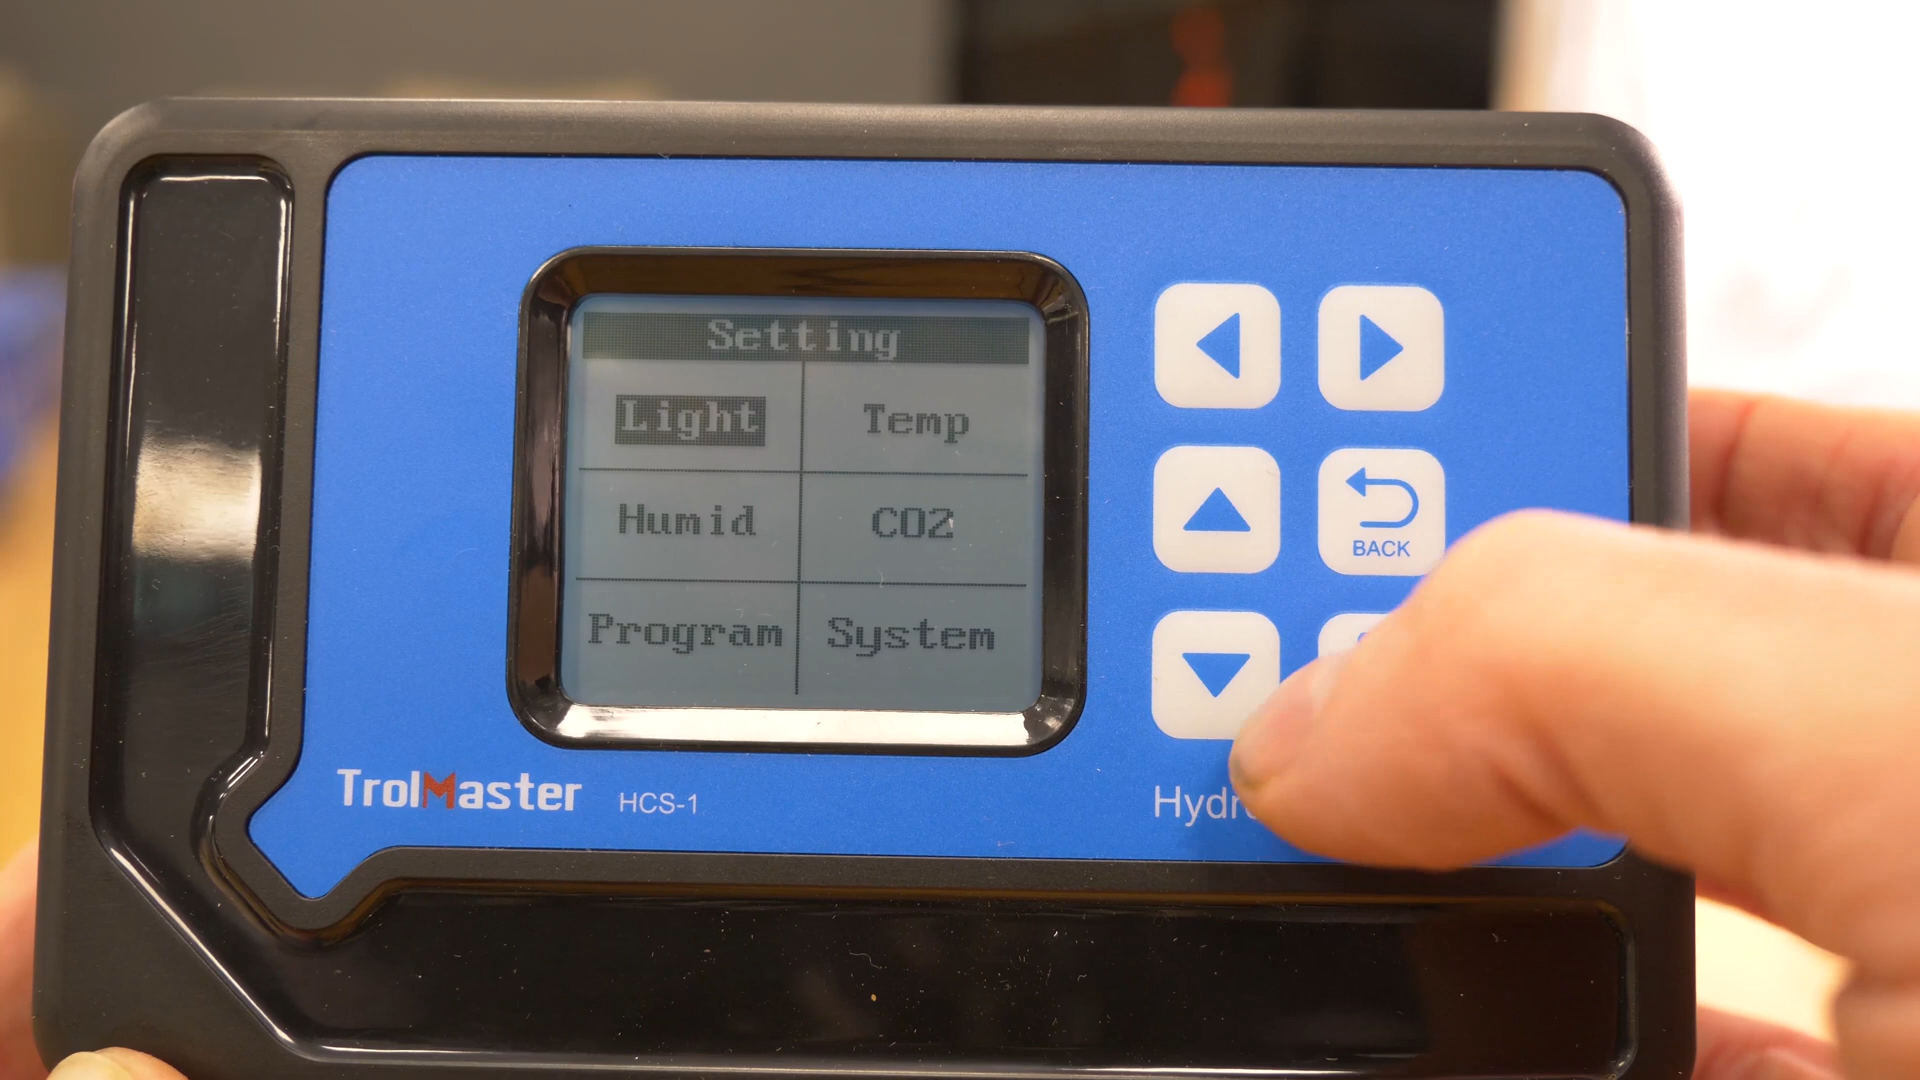 Setting
Light Temp
Humid CO2
Program System
BACK
TrolMaster HCS-1